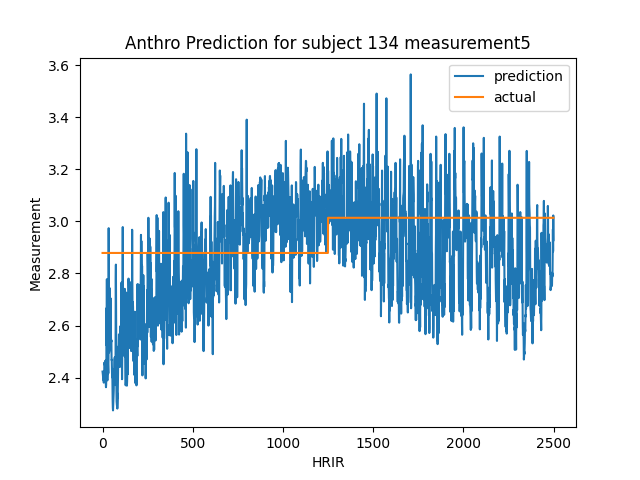 Anthro Prediction for subject 134 measurement5
prediction
actual
Measurement
3.6
3.4
3.2
3.0
2.8
2.6
2.4
0
500
1000
1500
2000
2500
HRIR